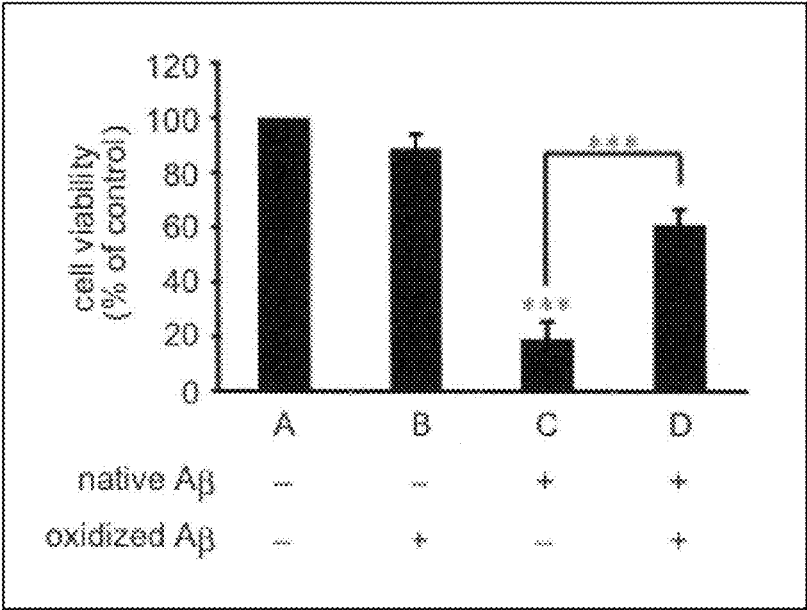 120
100
80
60
40
20
0
cell viability
(% of control)
***
***
A B C D
native Aβ – – + +
oxidized Aβ – + – +